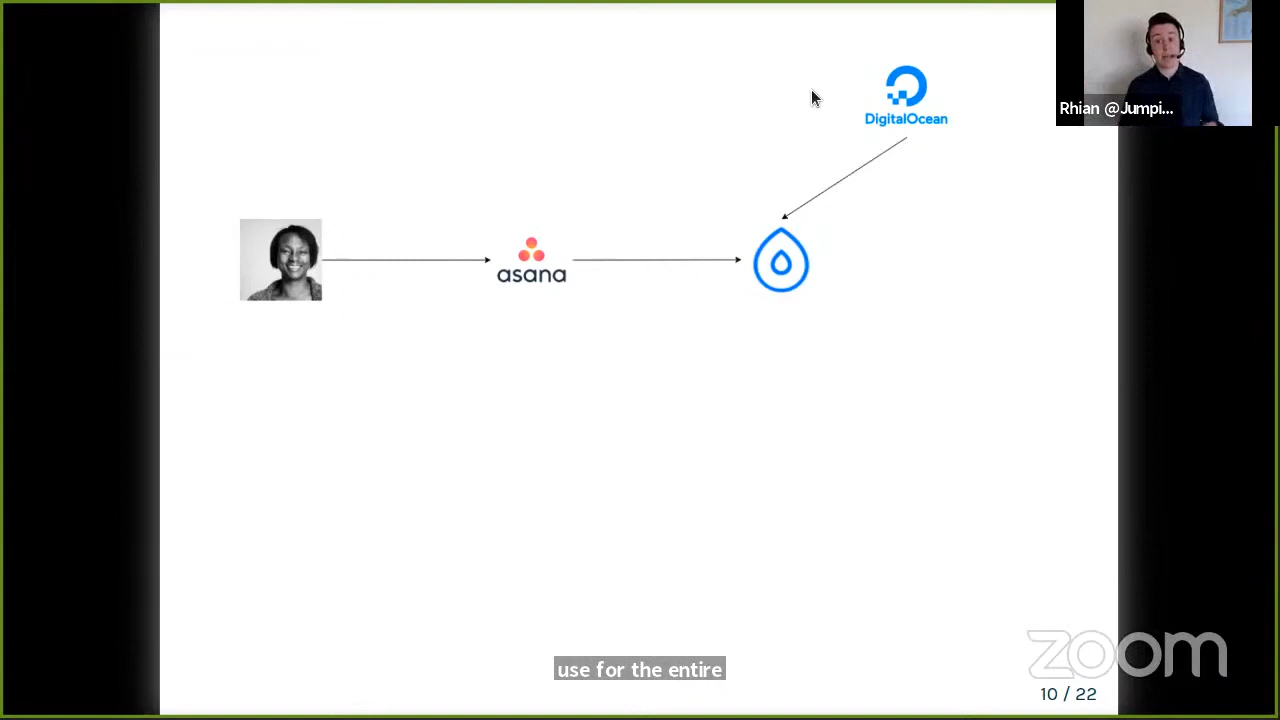 Rhian @Jumpi...
DigitalOcean
asana
use for the entire
zoom
10 / 22